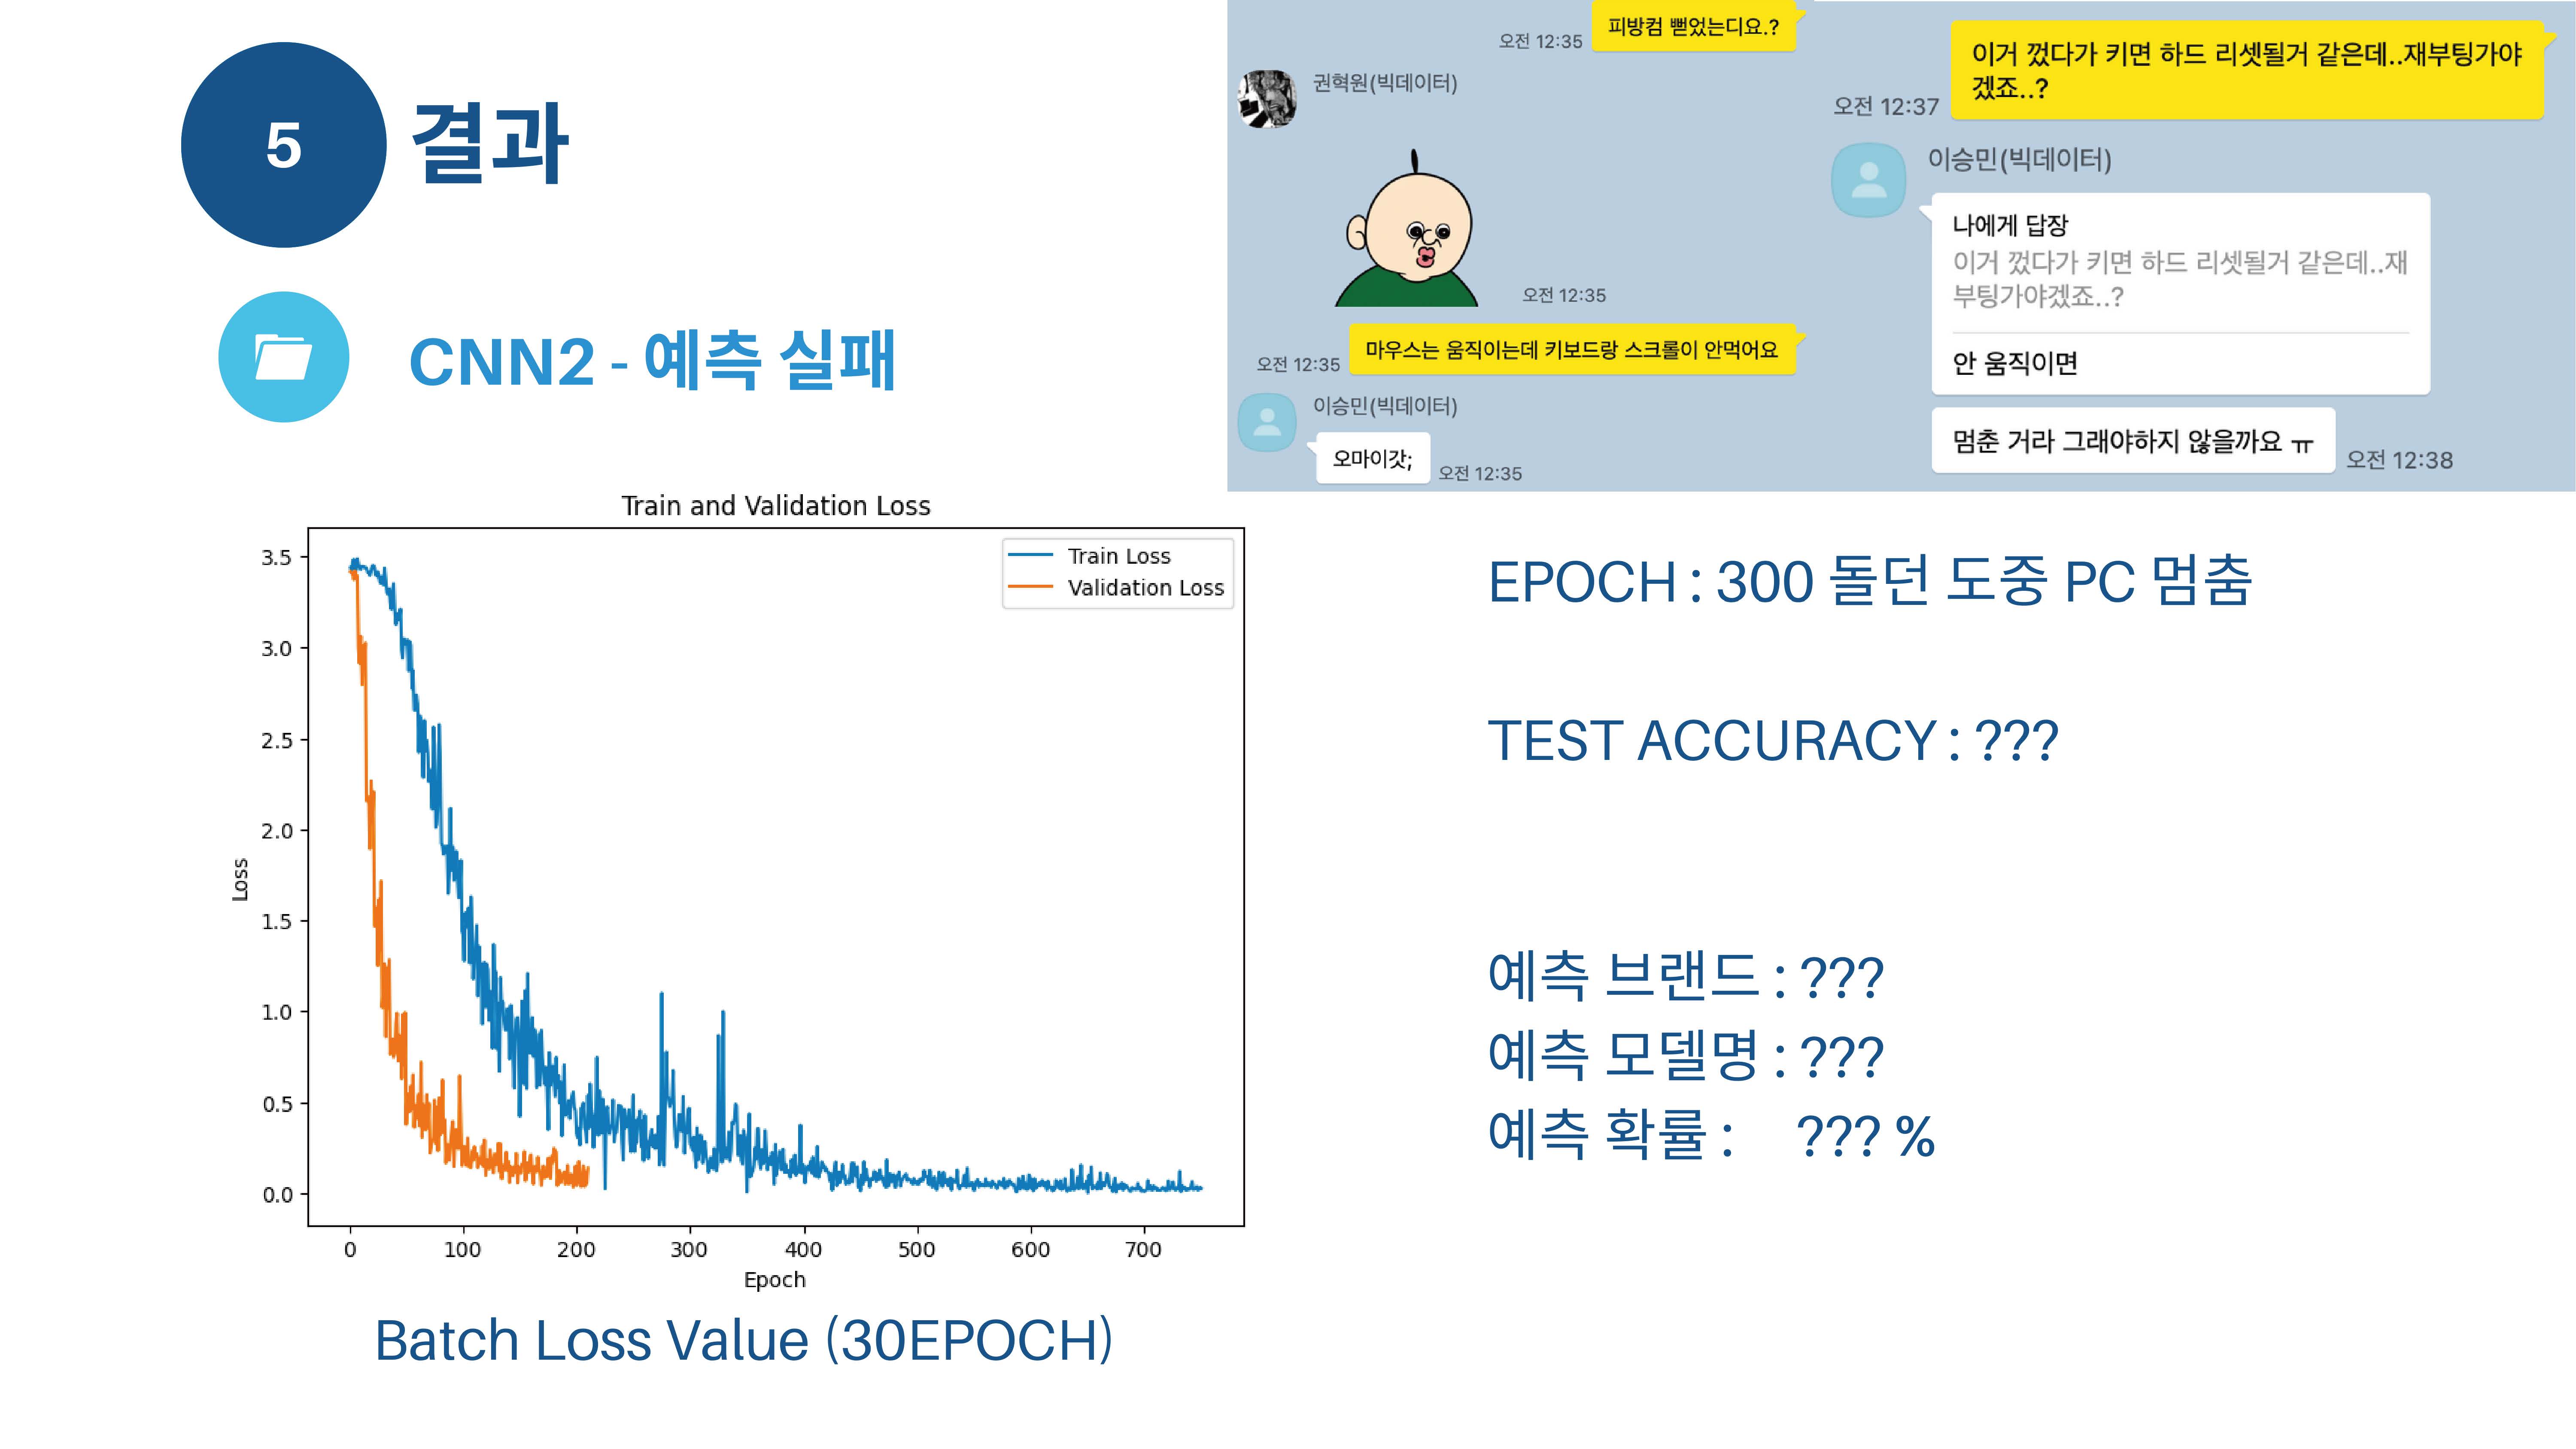 5
결과
CNN2 - 예측 실패
피방컴 뻗었는디요.?
오전 12:35
권혁원(빅데이터)
오전 12:35
마우스는 움직이는데 키보드랑 스크롤이 안먹어요
오전 12:35
이승민(빅데이터)
오마이갓;
오전 12:35
이거 껐다가 키면 하드 리셋될거 같은데..재부팅가야
겠죠..?
오전 12:37
이승민(빅데이터)
나에게 답장
이거 껐다가 키면 하드 리셋될거 같은데..재
부팅가야겠죠..?
안 움직이면
멈춘 거라 그래야하지 않을까요 ㅠ
오전 12:38
Train and Validation Loss
Train Loss
Validation Loss
3.5
3.0
2.5
2.0
1.5
1.0
0.5
0.0
Loss
0 100 200 300 400 500 600 700
Epoch
Batch Loss Value (30EPOCH)
EPOCH : 300 돌던 도중 PC 멈춤
TEST ACCURACY : ???
예측 브랜드 : ???
예측 모델명 : ???
예측 확률 : ??? %